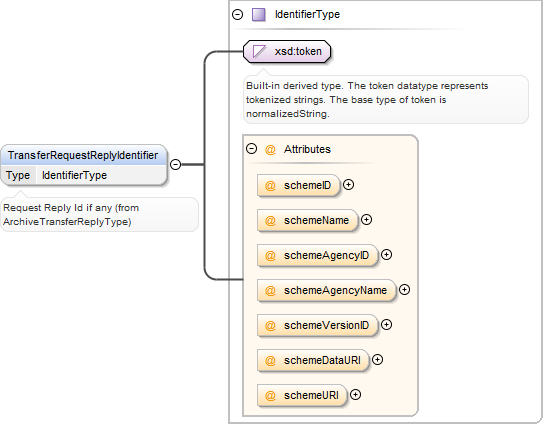 IdentifierType
xsd:token
Built-in derived type. The token datatype represents
tokenized strings. The base type of token is
normalizedString.
TransferRequestReplyIdentifier
Type IdentifierType
Request Reply Id if any (from
ArchiveTransferReplyType)
@ Attributes
@ schemeID
@ schemeName
@ schemeAgencyID
@ schemeAgencyName
@ schemeVersionID
@ schemeDataURI
@ schemeURI